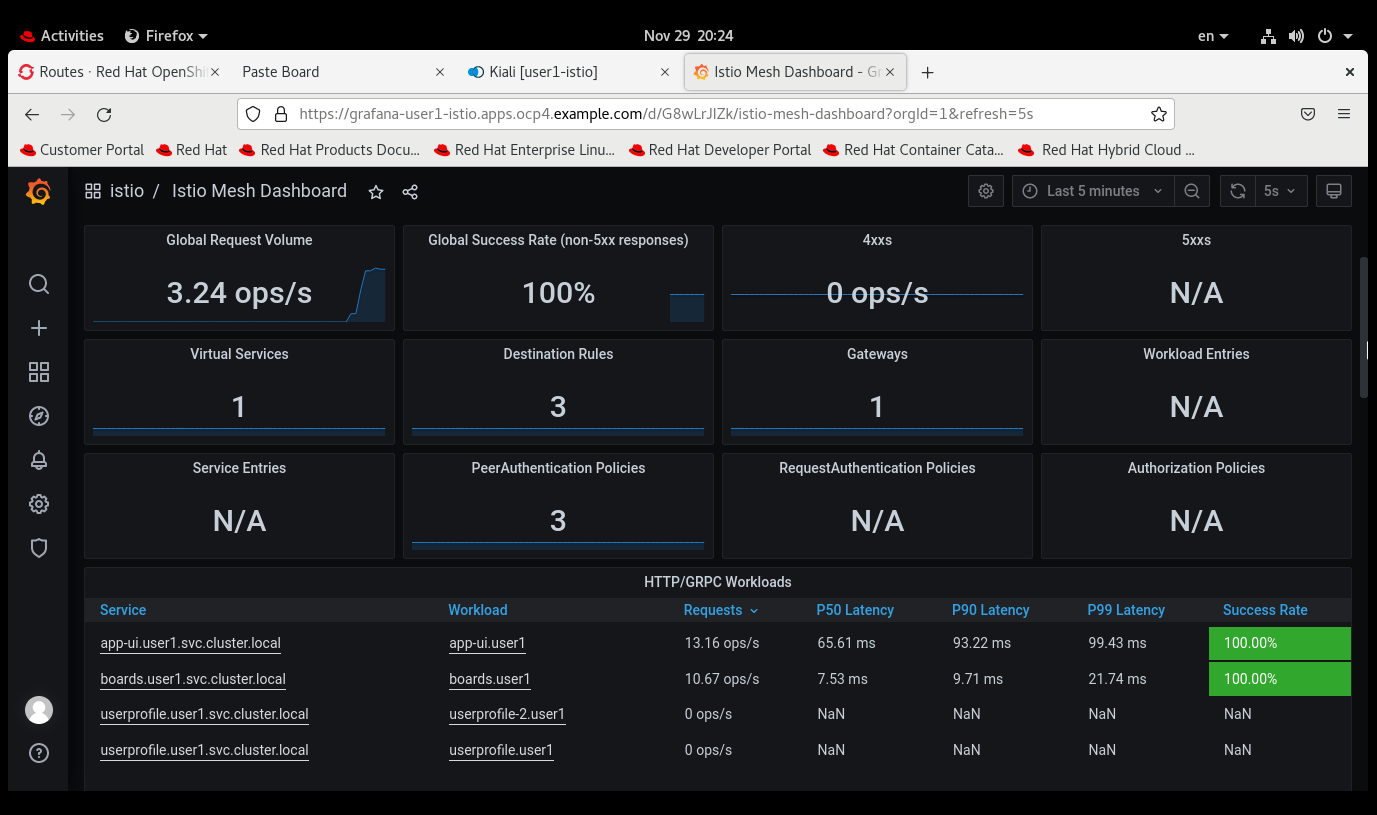 Activities Firefox Nov 29 20:24 en
Routes · Red Hat OpenShi Paste Board Kiali [user1-istio] Istio Mesh Dashboard - Gr
https://grafana-user1-istio.apps.ocp4.example.com/d/G8wLrJIZk/istio-mesh-dashboard?orgId=1&refresh=5s
Customer Portal Red Hat Red Hat Products Docu... Red Hat Enterprise Linu... Red Hat Developer Portal Red Hat Container Cata... Red Hat Hybrid Cloud ...
istio / Istio Mesh Dashboard Last 5 minutes 5s
Global Request Volume Global Success Rate (non-5xx responses) 4xxs 5xxs
3.24 ops/s 100% 0 ops/s N/A
Virtual Services Destination Rules Gateways Workload Entries
1 3 1 N/A
Service Entries PeerAuthentication Policies RequestAuthentication Policies Authorization Policies
N/A 3 N/A N/A
HTTP/GRPC Workloads
Service Workload Requests P50 Latency P90 Latency P99 Latency Success Rate
app-ui.user1.svc.cluster.local app-ui.user1 13.16 ops/s 65.61 ms 93.22 ms 99.43 ms 100.00%
boards.user1.svc.cluster.local boards.user1 10.67 ops/s 7.53 ms 9.71 ms 21.74 ms 100.00%
userprofile.user1.svc.cluster.local userprofile-2.user1 0 ops/s NaN NaN NaN NaN
userprofile.user1.svc.cluster.local userprofile.user1 0 ops/s NaN NaN NaN NaN